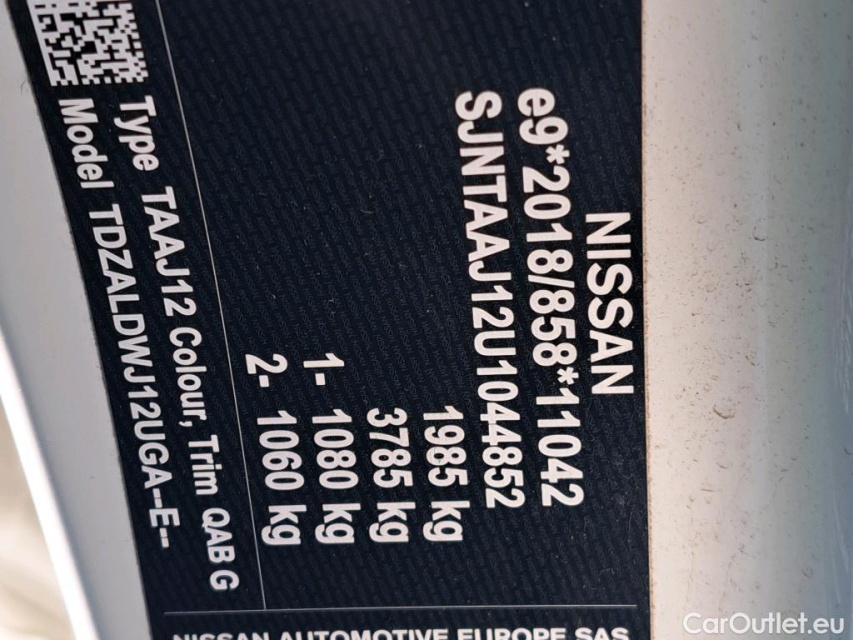 NISSAN
e9*2018/858*11042
SJNTAAJ12U1044852
1985 kg
3785 kg
1- 1080 kg
2- 1060 kg
Type TAAJ12 Colour, Trim QAB G
Model TDZALDWJ12UGA--E--
NISSAN AUTOMOTIVE EUROPE SAS
CarOutlet.eu